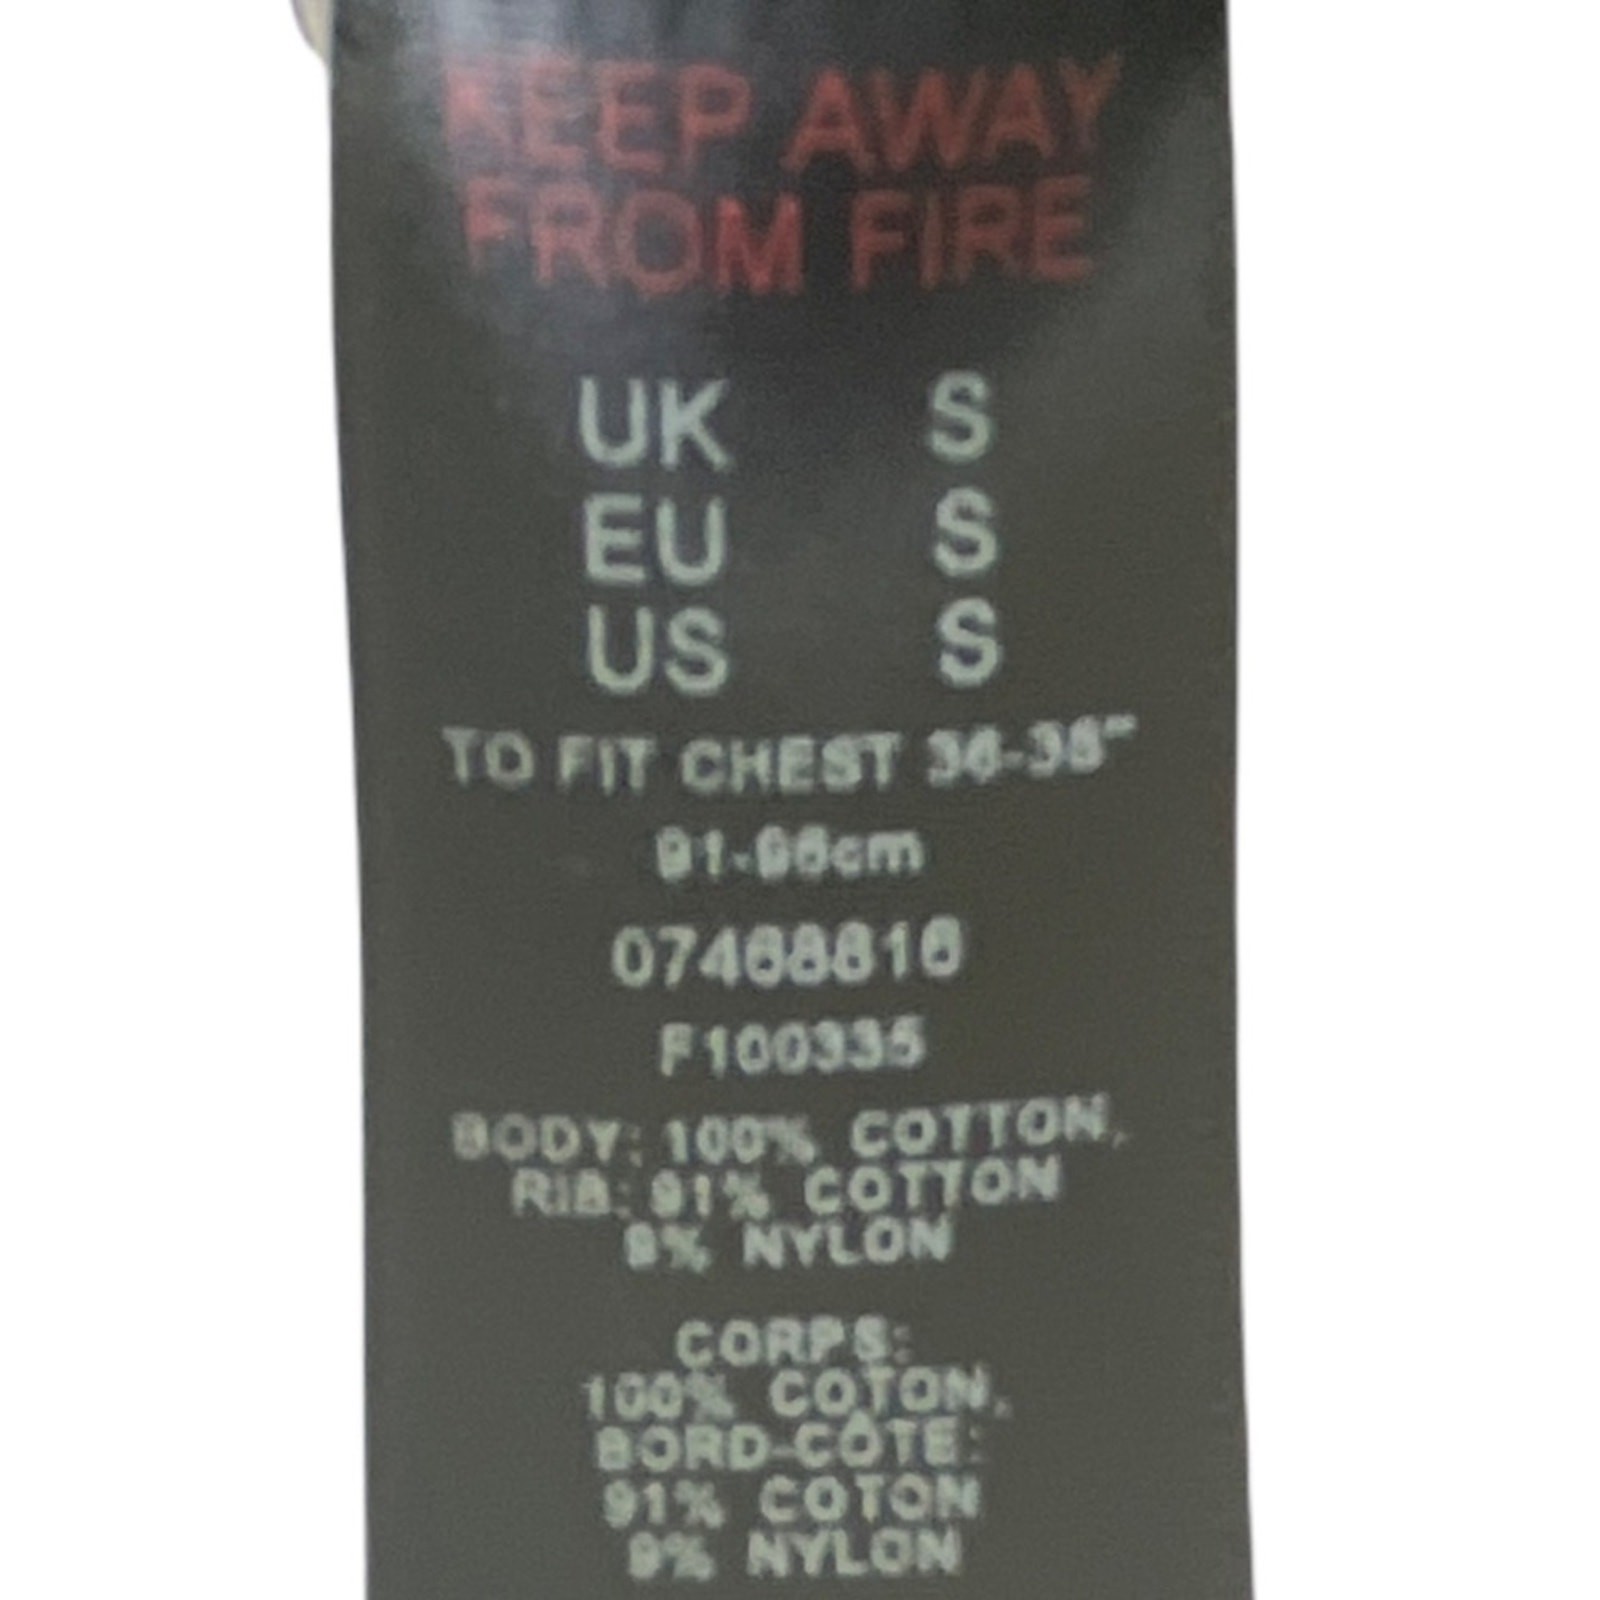 KEEP AWAY
FROM FIRE
UK S
EU S
US S
TO FIT CHEST 36-38"
91-96cm
07468816
F100335
BODY: 100% COTTON,
RIB: 91% COTTON
9% NYLON
CORPS:
100% COTON,
BORD-CÔTE:
91% COTON
9% NYLON